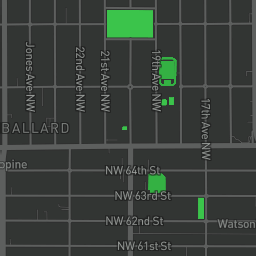 Jones Ave NW
22nd Ave NW
21st Ave NW
19th Ave NW
17th Ave NW
BALLARD
NW 64th St
opine
NW 63rd St
NW 62nd St
Watson
NW 61st St